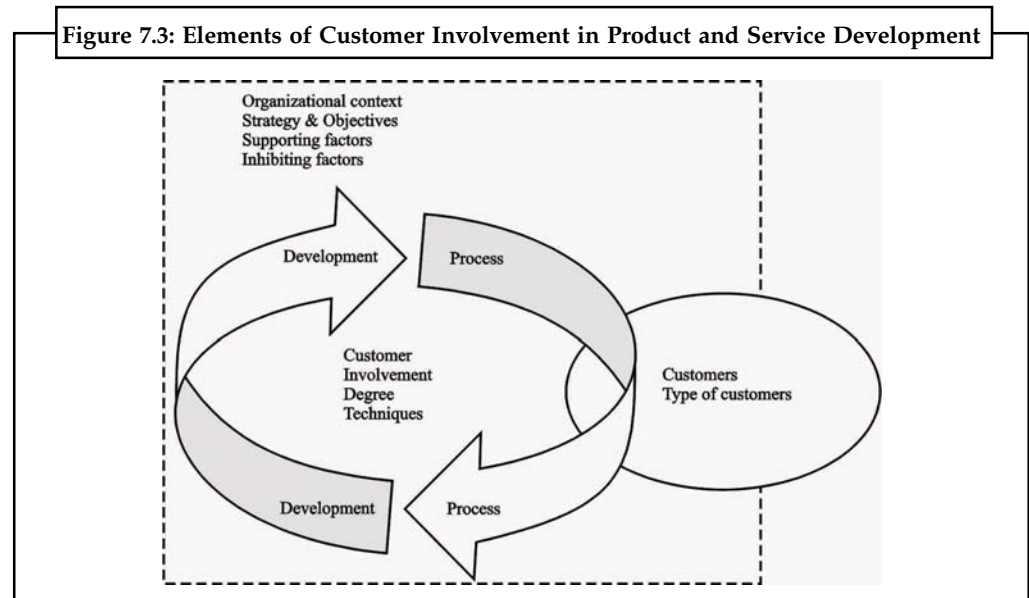 Figure 7.3: Elements of Customer Involvement in Product and Service Development
Organizational context
Strategy & Objectives
Supporting factors
Inhibiting factors
Development
Process
Customer
Involvement
Degree
Techniques
Customers
Type of customers
Development
Process